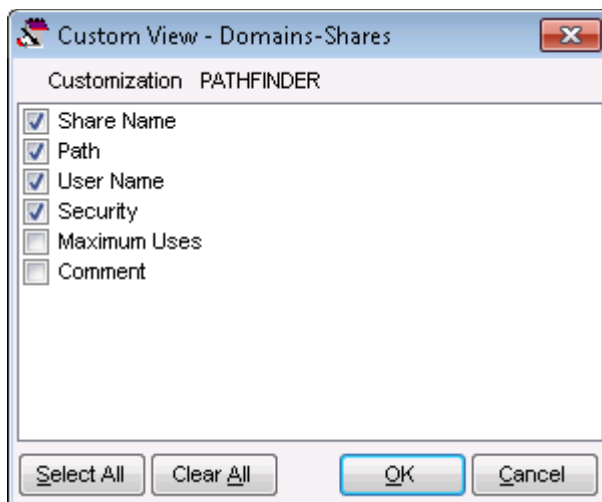 Custom View - Domains-Shares
Customization PATHFINDER
Share Name
Path
User Name
Security
Maximum Uses
Comment
Select All Clear All OK Cancel